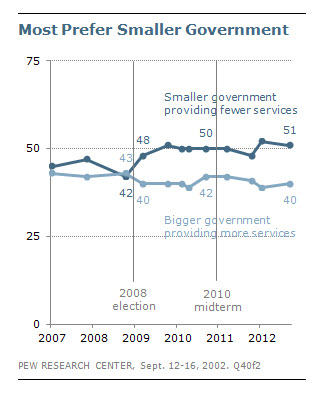 Most Prefer Smaller Government
75
Smaller government
providing fewer services
48
50
51
50
43
42
40
42
40
Bigger government
providing more services
25
2008
election
2010
midterm
0
2007 2008 2009 2010 2011 2012
PEW RESEARCH CENTER, Sept. 12-16, 2002. Q40f2